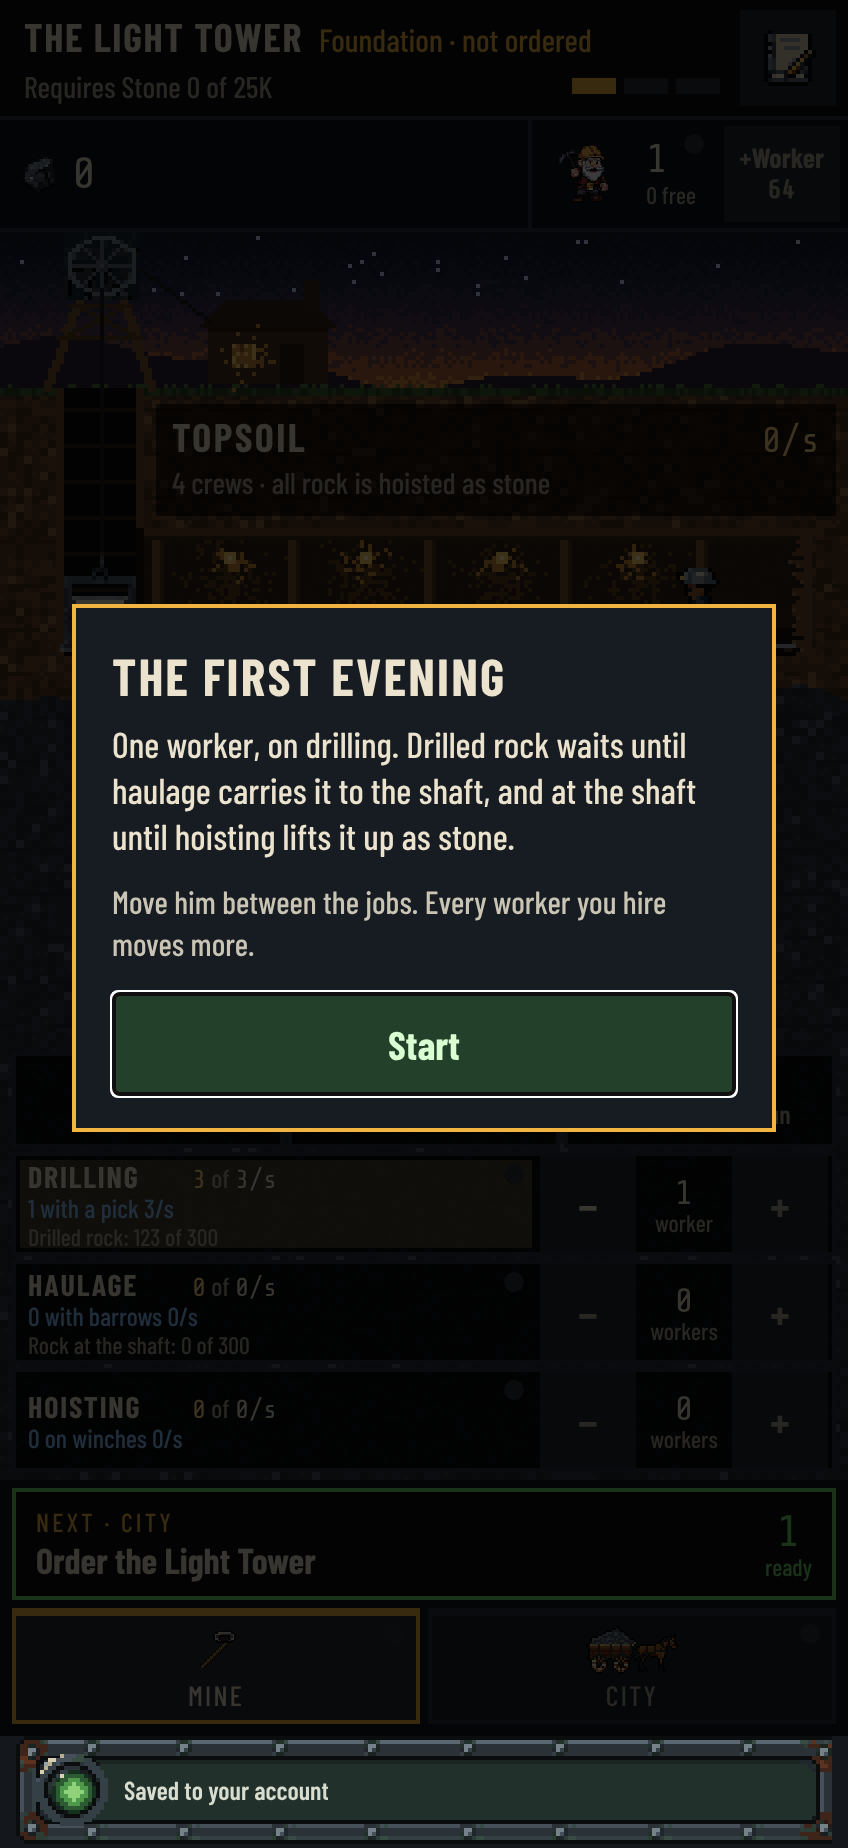 THE LIGHT TOWER Foundation · not ordered
Requires Stone 0 of 25K
0
1
0 free
+Worker
64
TOPSOIL 0/s
4 crews · all rock is hoisted as stone
THE FIRST EVENING
One worker, on drilling. Drilled rock waits until
haulage carries it to the shaft, and at the shaft
until hoisting lifts it up as stone.
Move him between the jobs. Every worker you hire
moves more.
Start
DRILLING 3 of 3/s
1 with a pick 3/s
Drilled rock: 123 of 300
− 1 +
worker
HAULAGE 0 of 0/s
0 with barrows 0/s
Rock at the shaft: 0 of 300
− 0 +
workers
HOISTING 0 of 0/s
0 on winches 0/s
− 0 +
workers
NEXT · CITY
Order the Light Tower
1
ready
MINE
CITY
Saved to your account